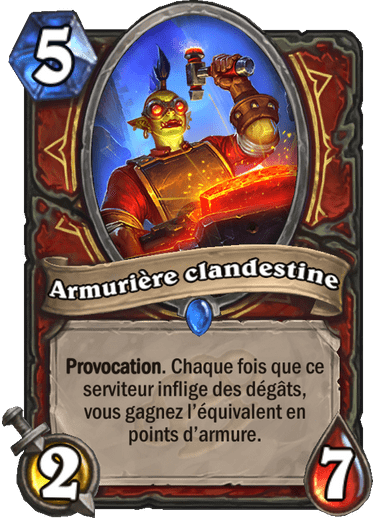 5
Armurière clandestine
Provocation. Chaque fois que ce
serviteur inflige des dégâts,
vous gagnez l'équivalent en
points d'armure.
2
7